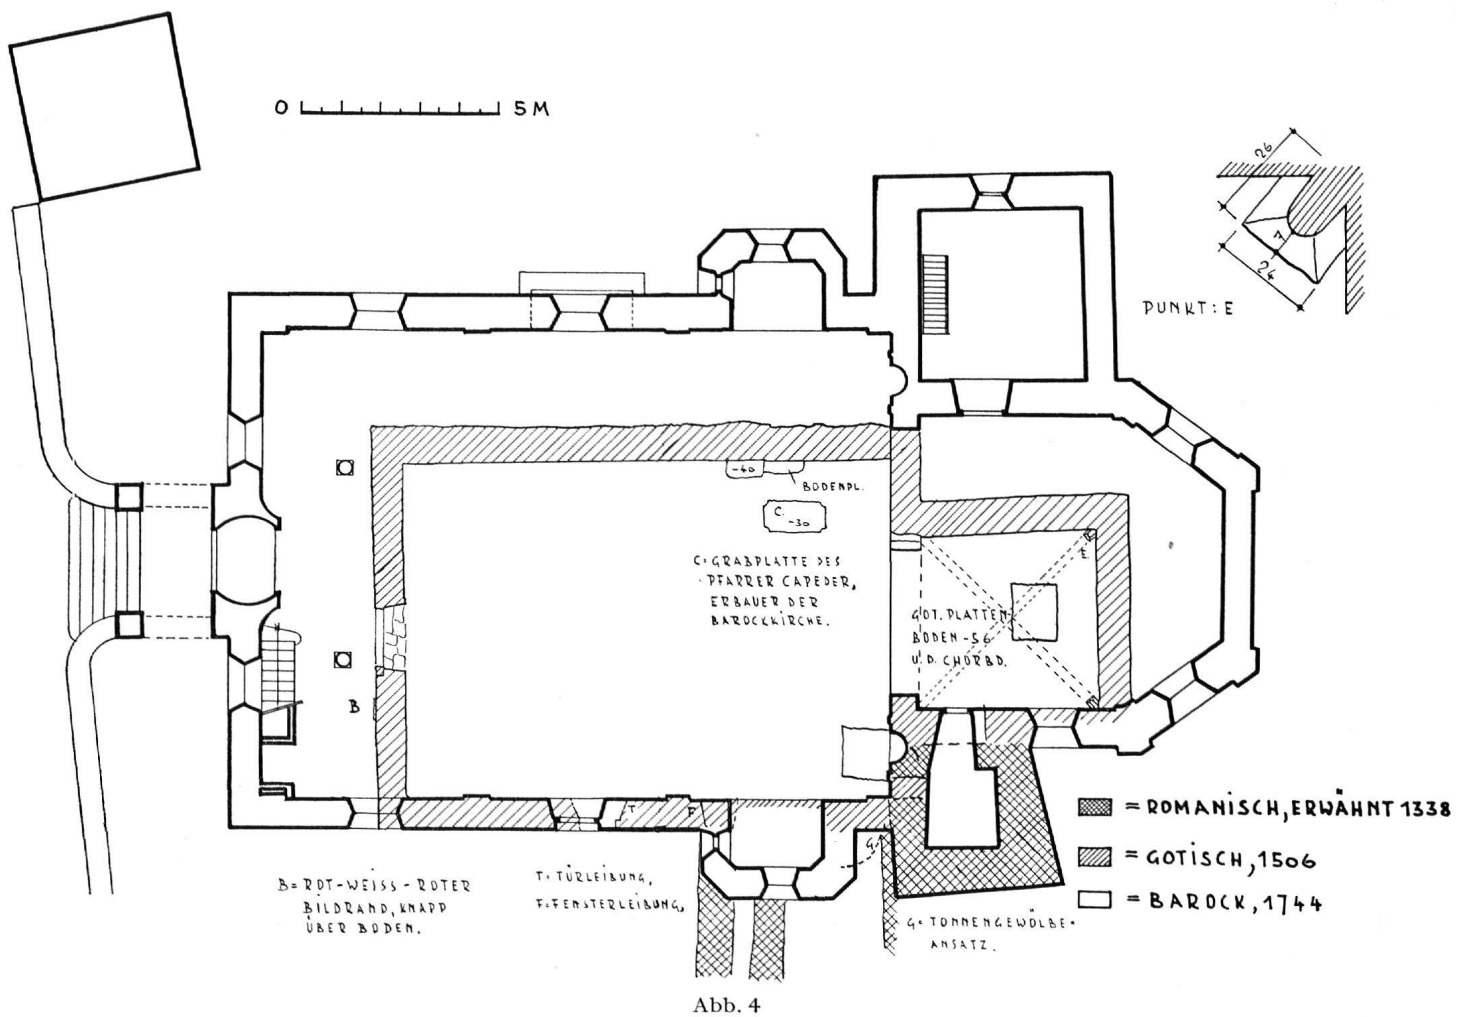 0 5 M
26
7
24
PUNKT: E
-40
BODENPL.
C.
-30
C = GRABPLATTE DES
PFARRER CAPEDER,
ERBAUER DER
BAROCKKIRCHE.
E.
GOT. PLATTEN
BODEN -56
U. D. CHORBD.
B
T
F
G
= ROMANISCH, ERWÄHNT 1338
= GOTISCH, 1506
= BAROCK, 1744
B = ROT-WEISS-ROTER
BILDRAND, KNAPP
ÜBER BODEN.
T = TÜRLEIBUNG,
F = FENSTERLEIBUNG,
G = TONNENGEWÖLBE-
ANSATZ.
Abb. 4